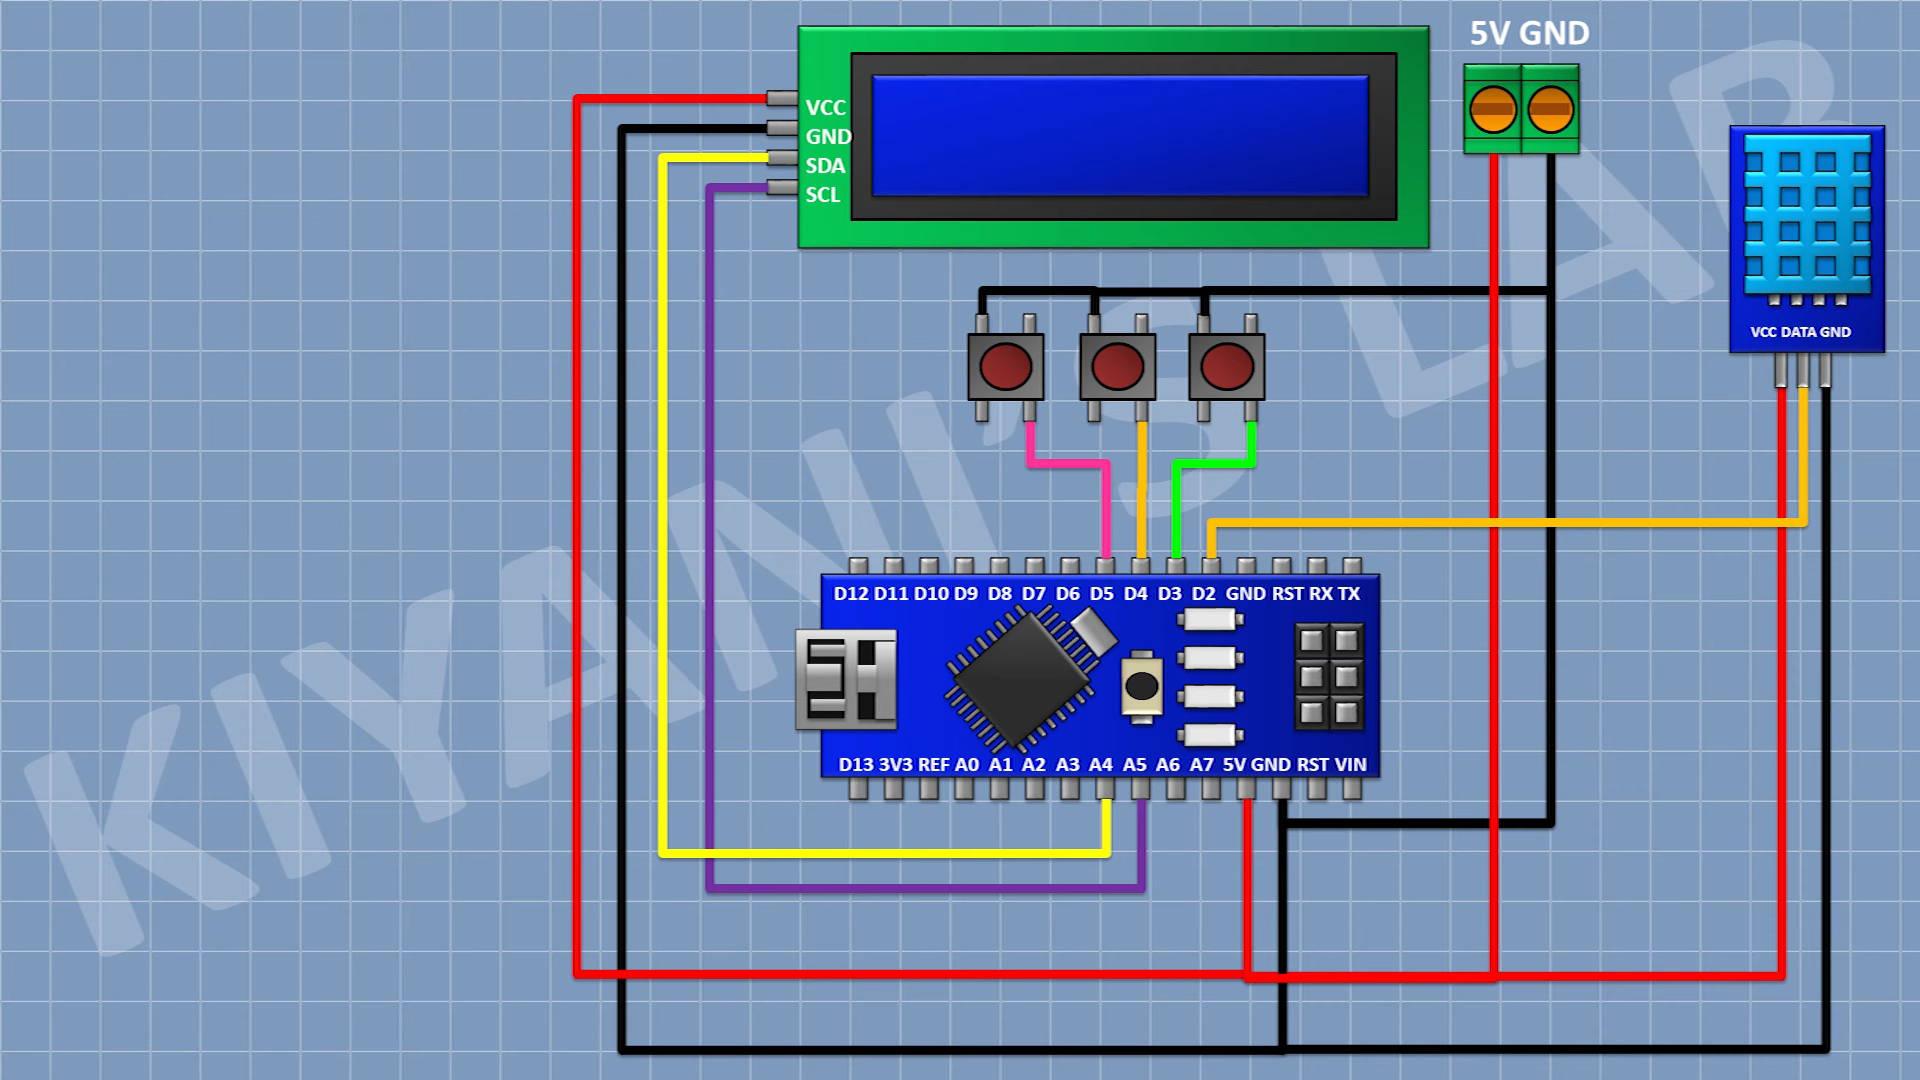 5V GND
VCC
GND
SDA
SCL
VCC DATA GND
D12 D11 D10 D9 D8 D7 D6 D5 D4 D3 D2 GND RST RX TX
D13 3V3 REF A0 A1 A2 A3 A4 A5 A6 A7 5V GND RST VIN
KIYANI'S LAB